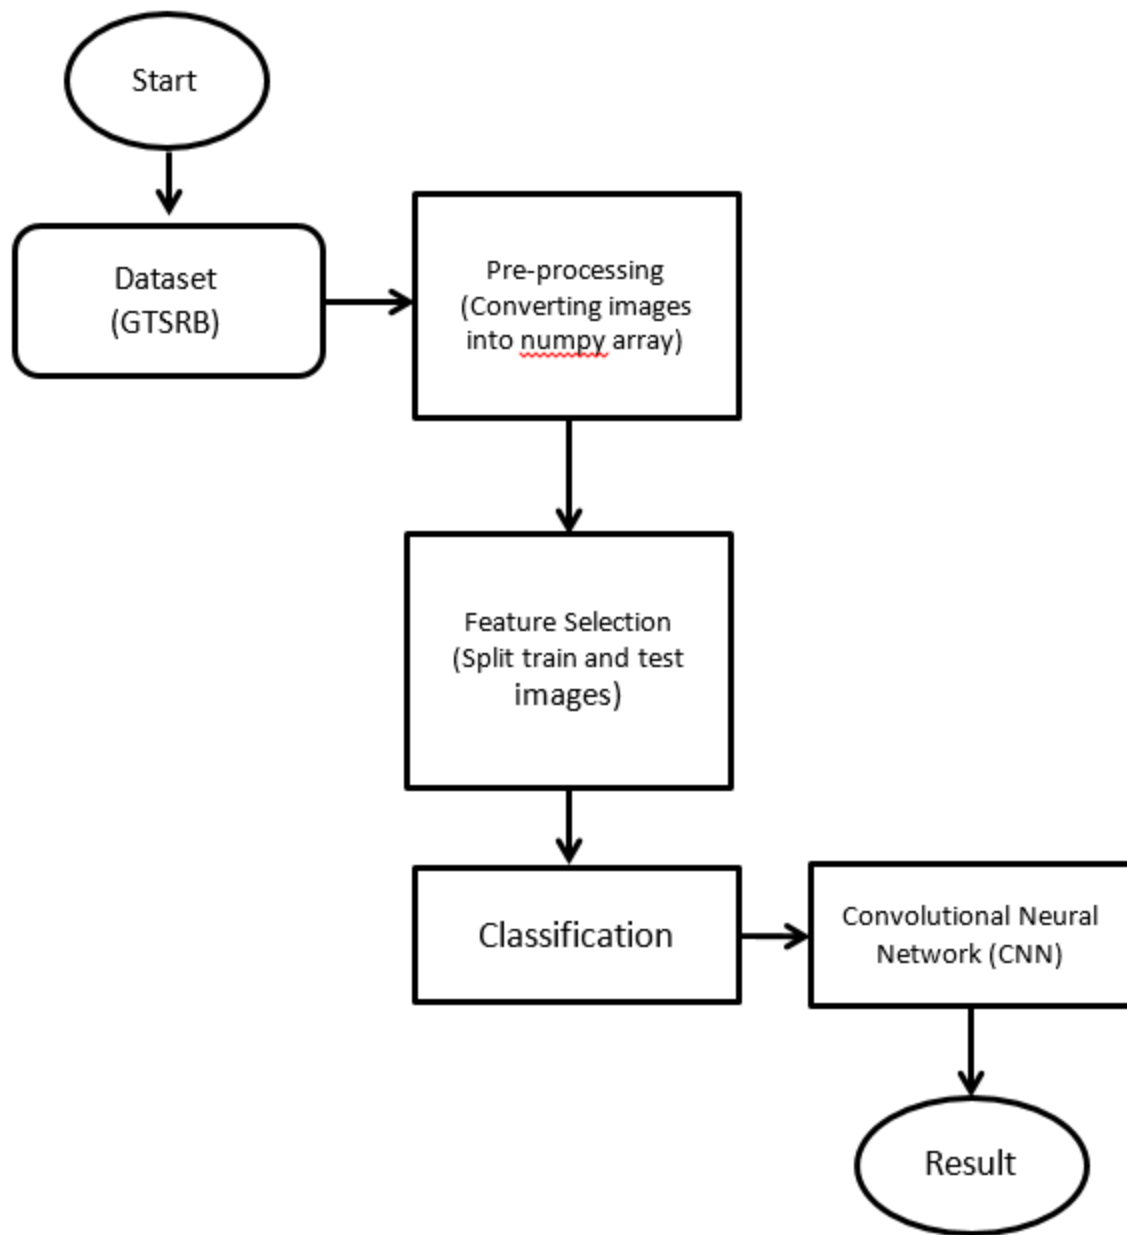 Start
Dataset
(GTSRB)
Pre-processing
(Converting images
into numpy array)
Feature Selection
(Split train and test
images)
Classification
Convolutional Neural
Network (CNN)
Result